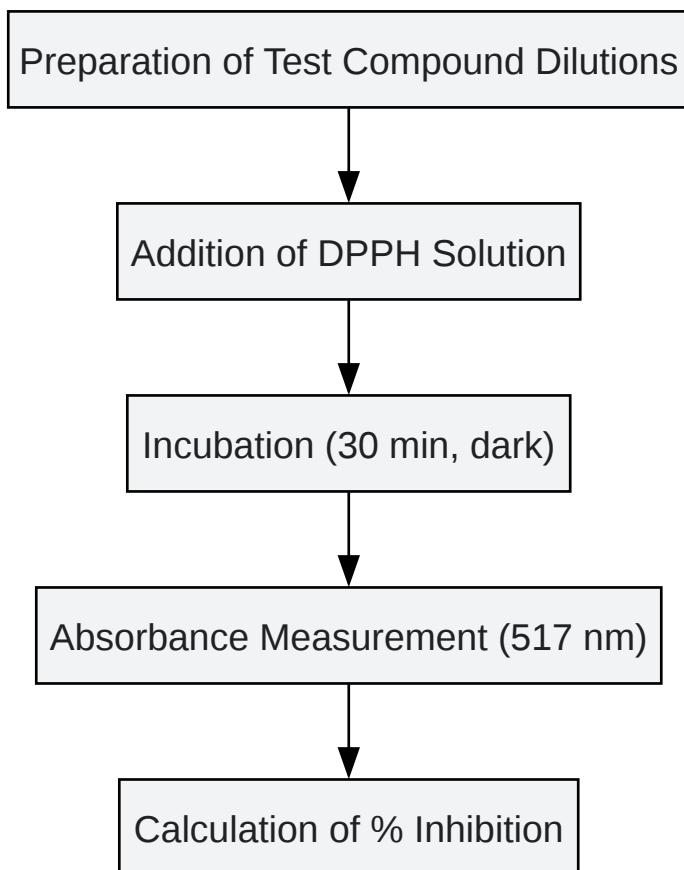 Preparation of Test Compound Dilutions
Addition of DPPH Solution
Incubation (30 min, dark)
Absorbance Measurement (517 nm)
Calculation of % Inhibition